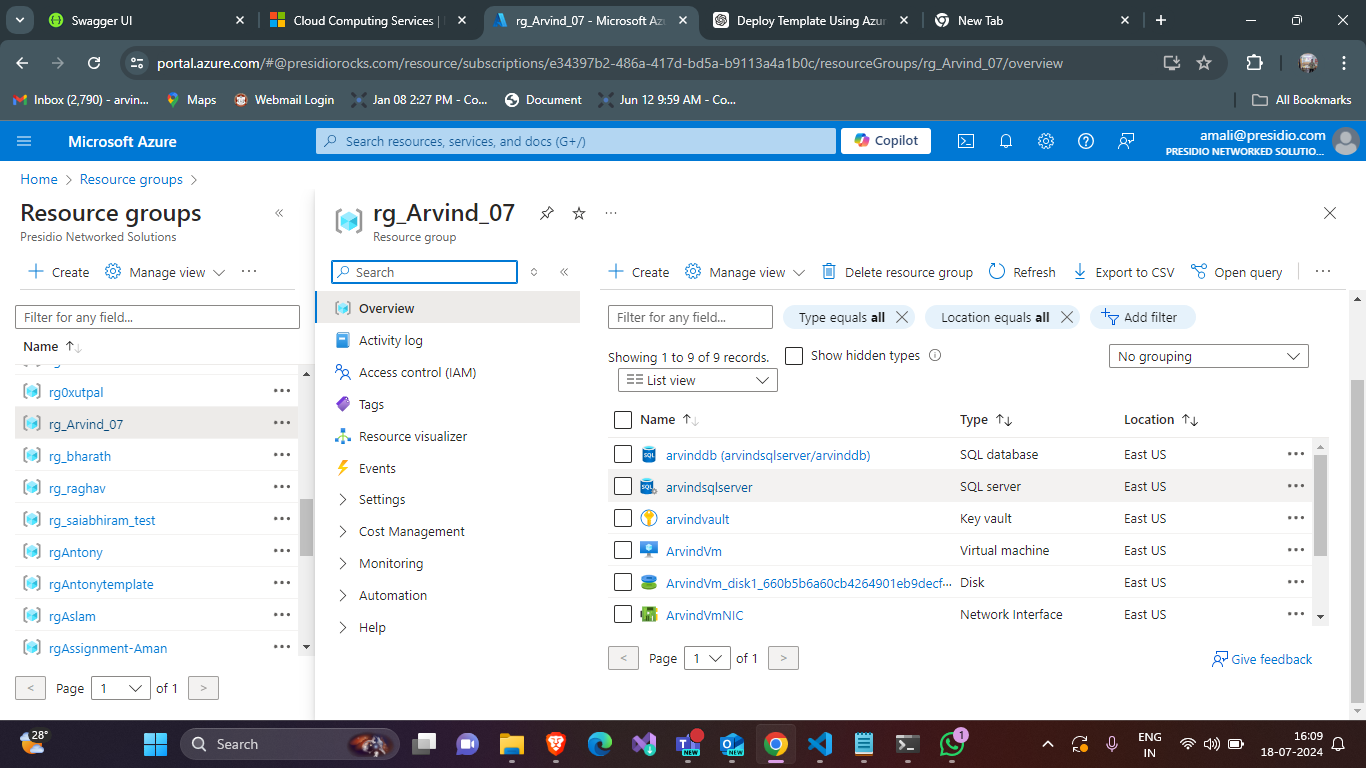 Swagger UI
Cloud Computing Services |
rg_Arvind_07 - Microsoft Azu
Deploy Template Using Azur
New Tab
portal.azure.com/#@presidiorocks.com/resource/subscriptions/e34397b2-486a-417d-bd5a-b9113a4a1b0c/resourceGroups/rg_Arvind_07/overview
Inbox (2,790) - arvin...
Maps
Webmail Login
Jan 08 2:27 PM - Co...
Document
Jun 12 9:59 AM - Co...
All Bookmarks
Microsoft Azure
Search resources, services, and docs (G+/)
Copilot
amali@presidio.com
PRESIDIO NETWORKED SOLUTIO...
Home > Resource groups >
Resource groups
Presidio Networked Solutions
Create
Manage view
Filter for any field...
Name
rg0xutpal
rg_Arvind_07
rg_bharath
rg_raghav
rg_saiabhiram_test
rgAntony
rgAntonytemplate
rgAslam
rgAssignment-Aman
< Page 1 of 1 >
rg_Arvind_07
Resource group
Search
Overview
Activity log
Access control (IAM)
Tags
Resource visualizer
Events
Settings
Cost Management
Monitoring
Automation
Help
Create
Manage view
Delete resource group
Refresh
Export to CSV
Open query
Filter for any field...
Type equals all
Location equals all
Add filter
Showing 1 to 9 of 9 records.
Show hidden types
No grouping
List view
Name Type Location
arvinddb (arvindsqlserver/arvinddb) SQL database East US
arvindsqlserver SQL server East US
arvindvault Key vault East US
ArvindVm Virtual machine East US
ArvindVm_disk1_660b5b6a60cb4264901eb9decf... Disk East US
ArvindVmNIC Network Interface East US
< Page 1 of 1 >
Give feedback
28°
Search
NEW
NEW
1
ENG
IN
16:09
18-07-2024